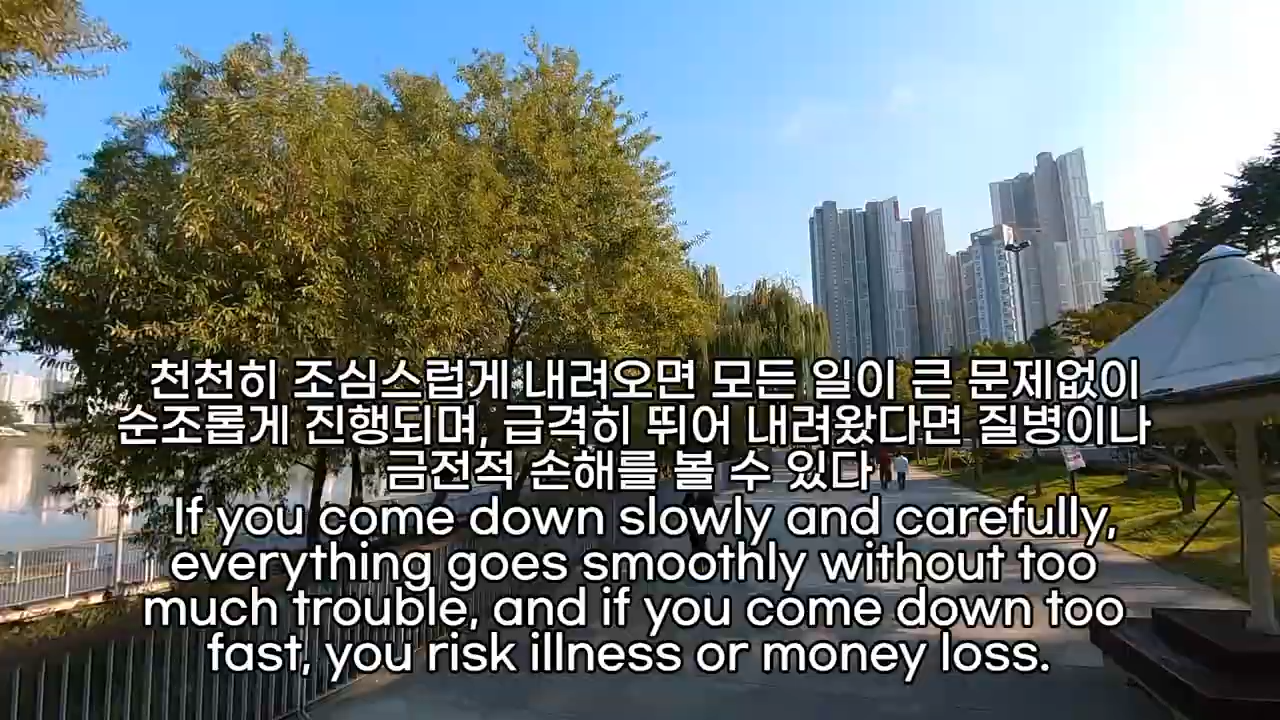 천천히 조심스럽게 내려오면 모든 일이 큰 문제없이
순조롭게 진행되며, 급격히 뛰어 내려왔다면 질병이나
금전적 손해를 볼 수 있다
If you come down slowly and carefully,
everything goes smoothly without too
much trouble, and if you come down too
fast, you risk illness or money loss.